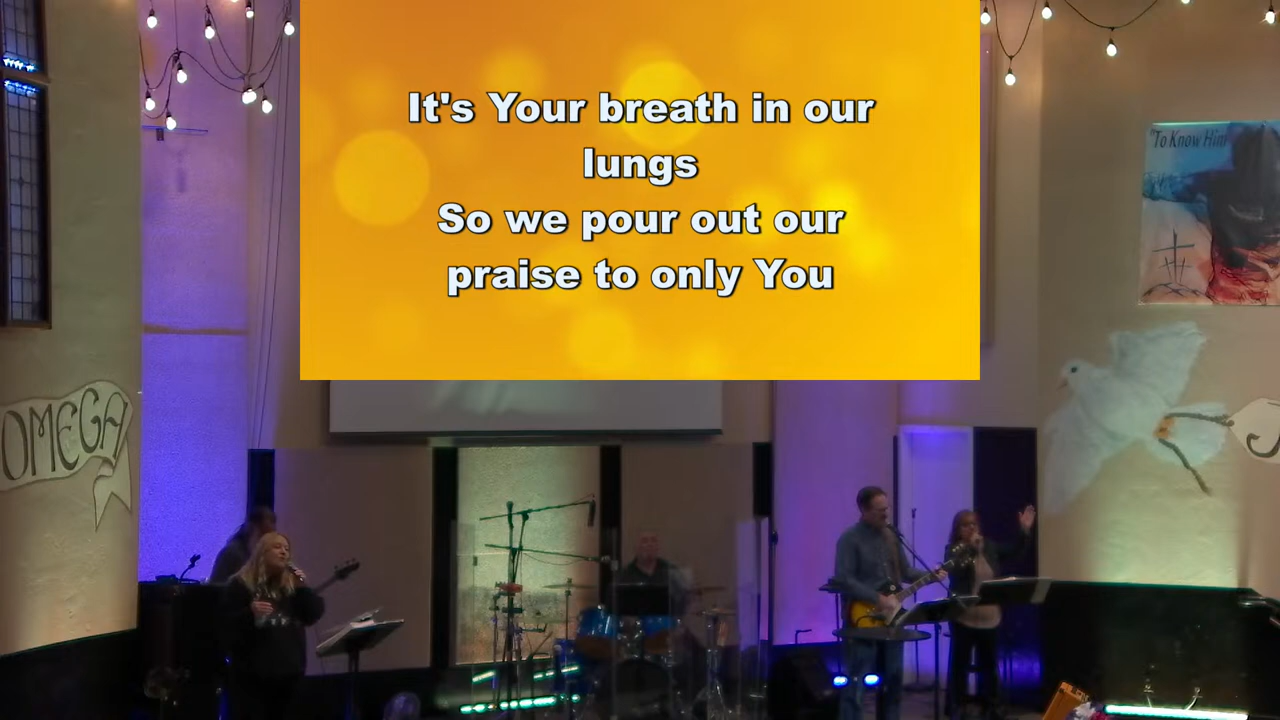 It's Your breath in our
lungs
So we pour out our
praise to only You
"To Know Him
OMEGA
J